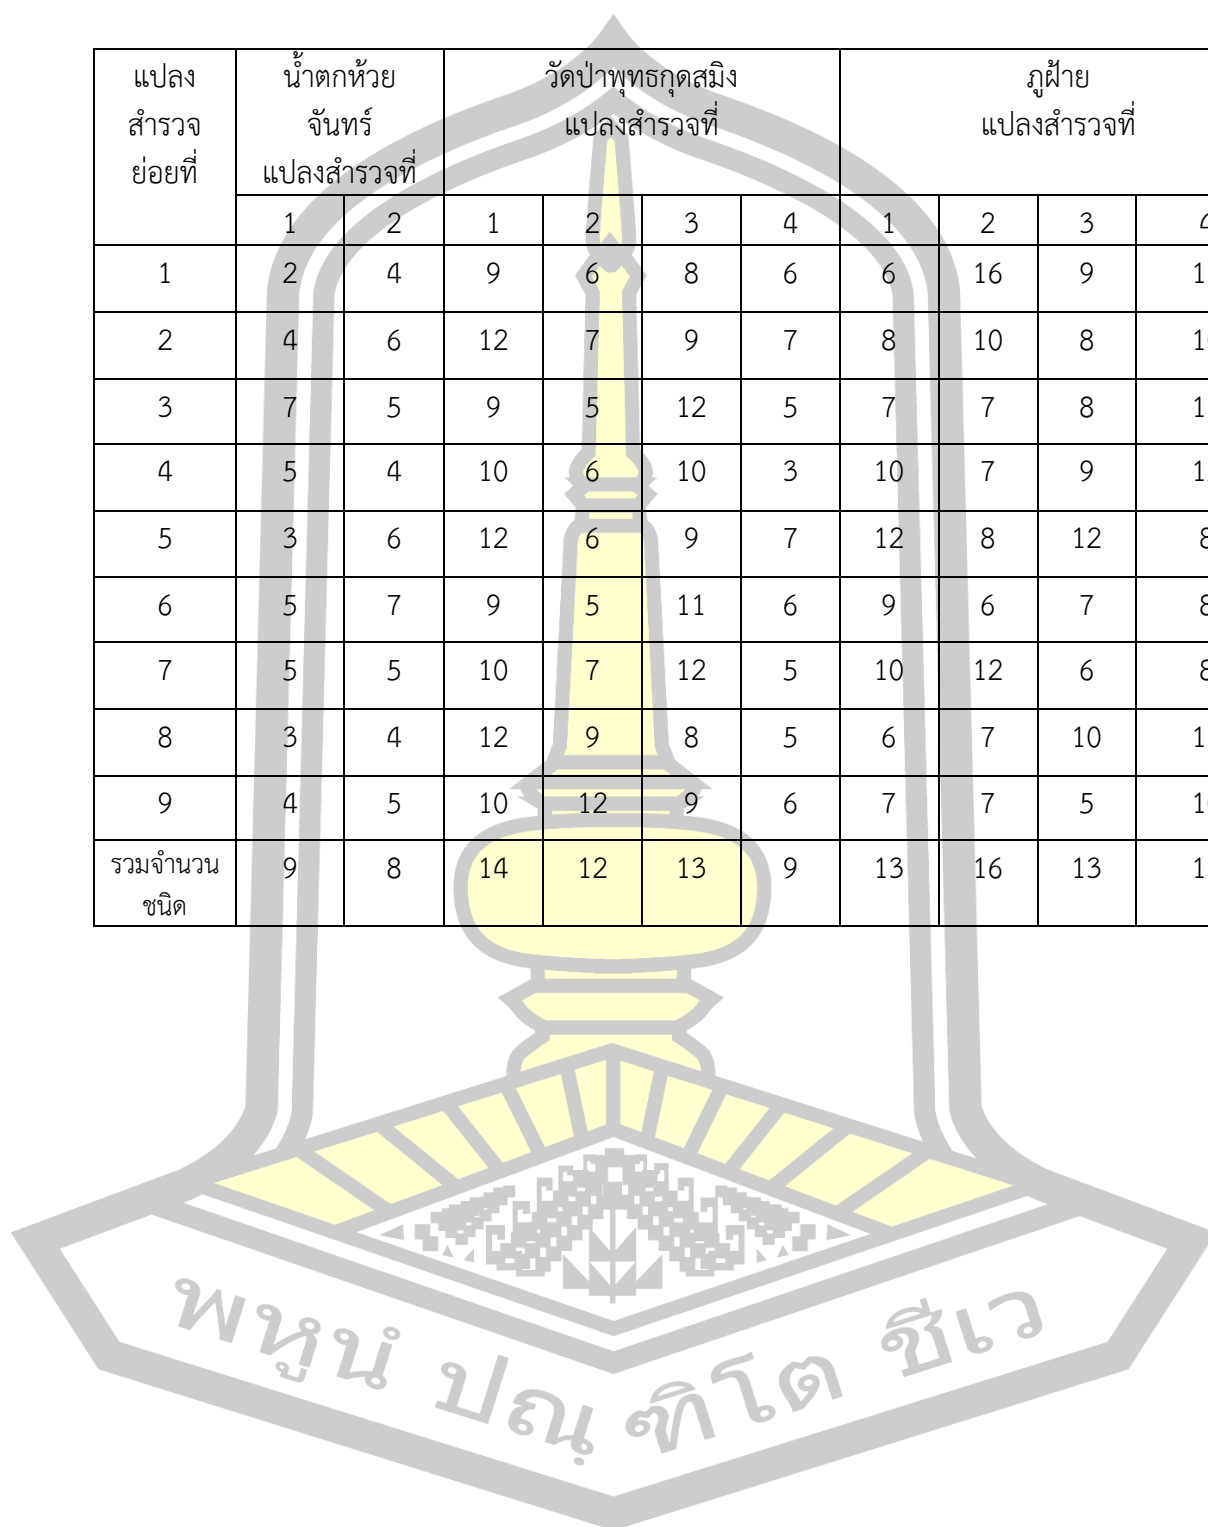 แปลง น้ำตกห้วย วัดป่าพุทธกุดสมิง ภูฝ้าย
สำรวจ จันทร์ แปลงสำรวจที่ แปลงสำรวจที่
ย่อยที่ แปลงสำรวจที่
1 2 1 2 3 4 1 2 3
1 2 4 9 6 8 6 6 16 9
2 4 6 12 7 9 7 8 10 8
3 7 5 9 5 12 5 7 7 8
4 5 4 10 6 10 3 10 7 9
5 3 6 12 6 9 7 12 8 12
6 5 7 9 5 11 6 9 6 7
7 5 5 10 7 12 5 10 12 6
8 3 4 12 9 8 5 6 7 10
9 4 5 10 12 9 6 7 7 5
รวมจำนวน 9 8 14 12 13 9 13 16 13
ชนิด
พหูนํ ปณฺฑิโต ชีเว